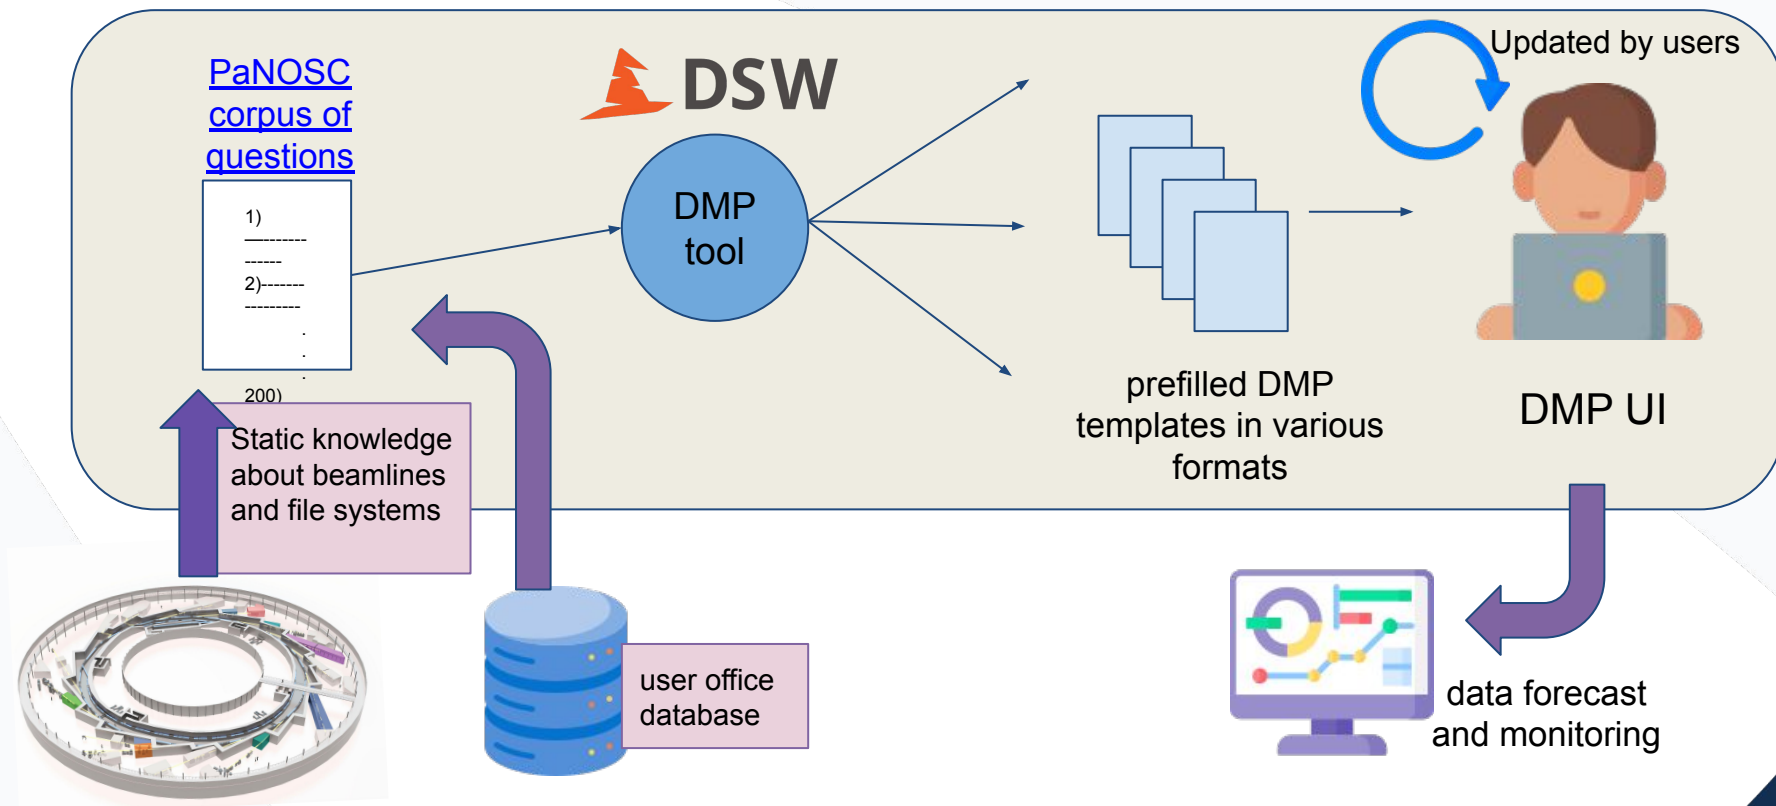 PaNOSC
corpus of
questions
1)
—--------
------
2)-------
---------
.
.
.
200)
Static knowledge
about beamlines
and file systems
DSW
DMP
tool
user office
database
prefilled DMP
templates in various
formats
Updated by users
DMP UI
data forecast
and monitoring